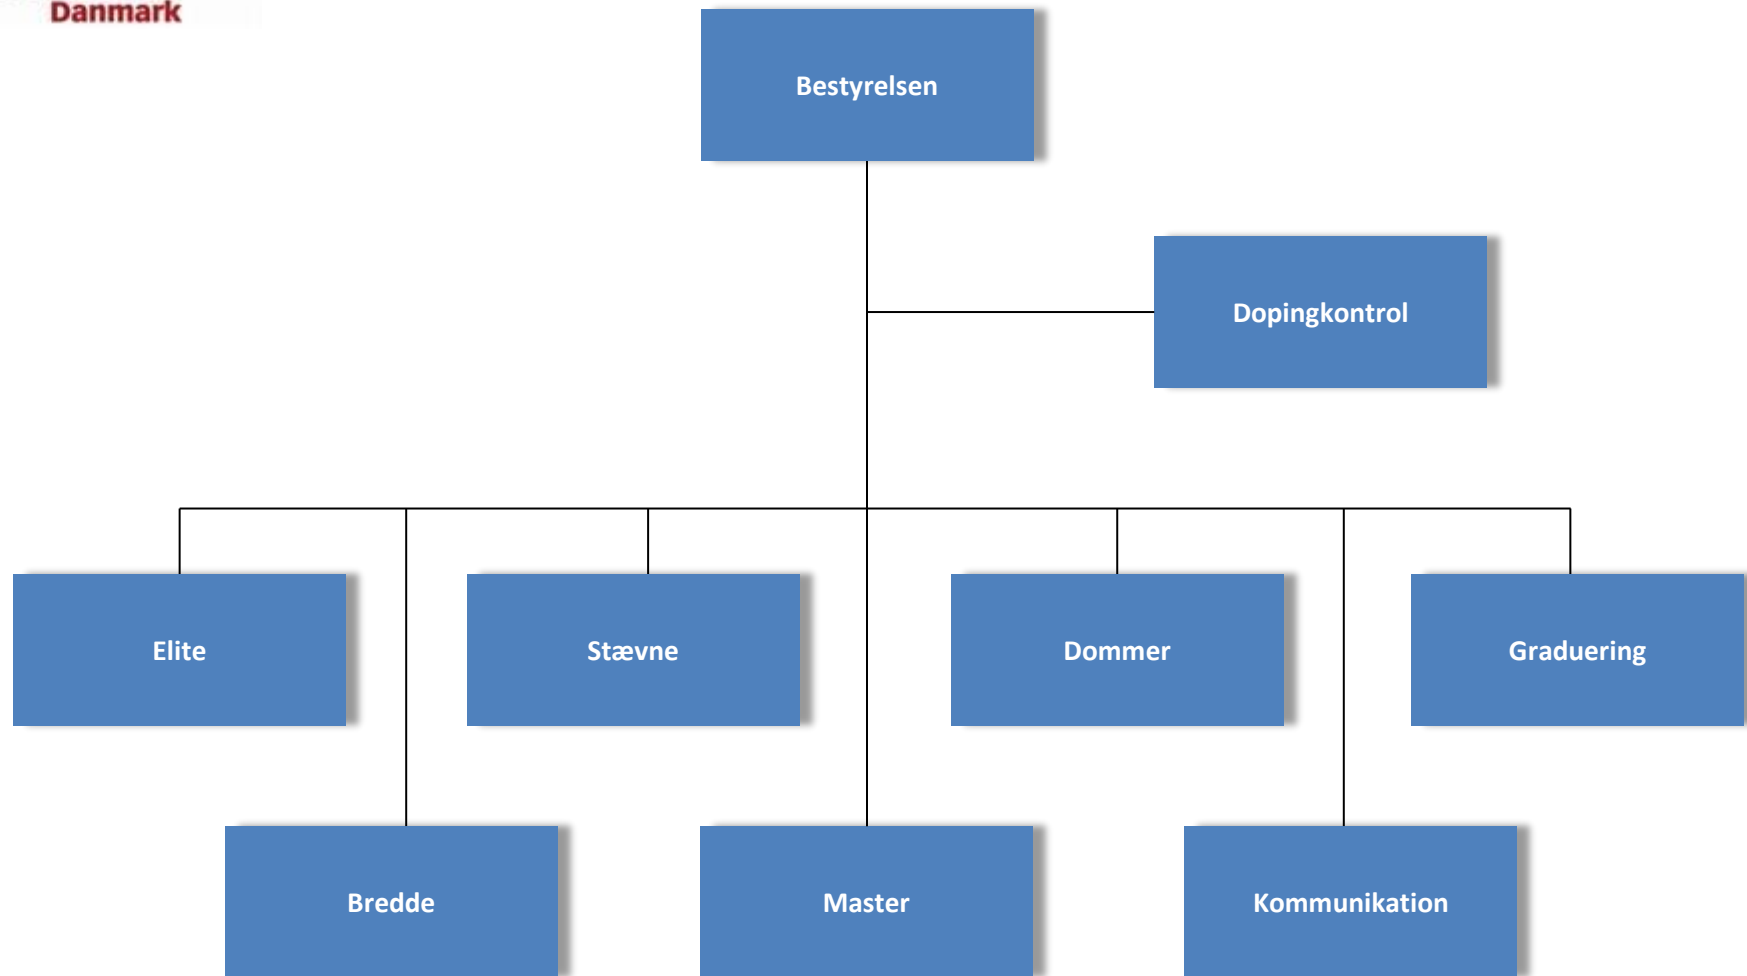 Danmark
Bestyrelsen
Dopingkontrol
Elite
Stævne
Dommer
Graduering
Bredde
Master
Kommunikation